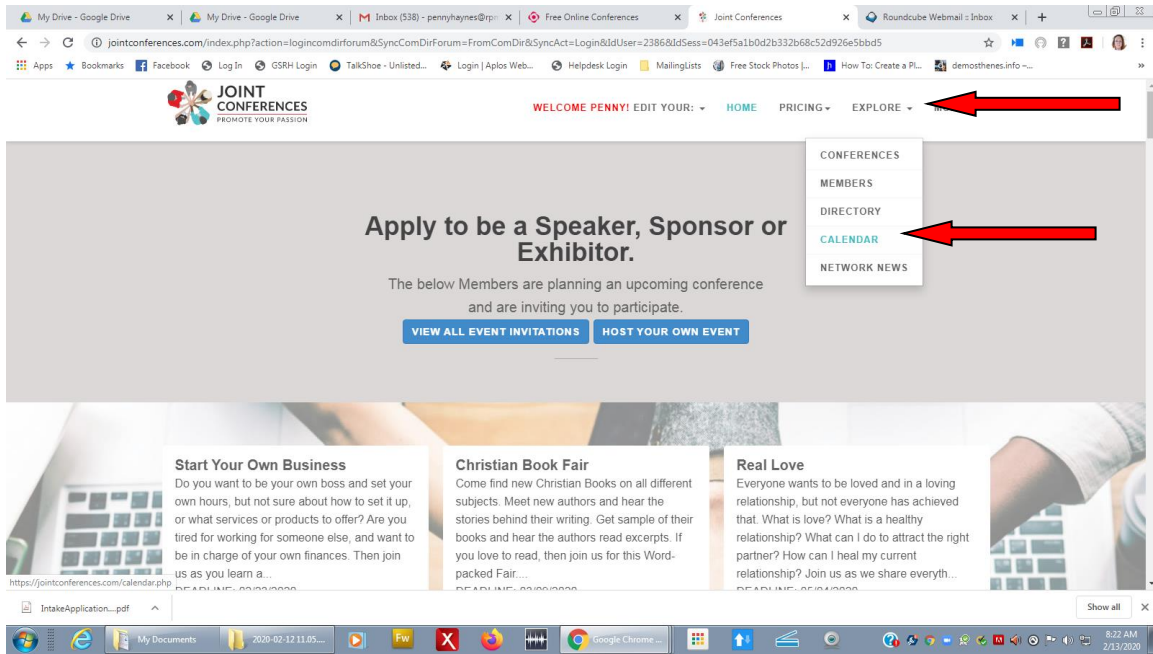 My Drive - Google Drive
My Drive - Google Drive
Inbox (538) - pennyhaynes@rpm
Free Online Conferences
Joint Conferences
Roundcube Webmail :: Inbox
jointconferences.com/index.php?action=logincomdirforum&SyncComDirForum=FromComDir&SyncAct=Login&IdUser=2386&IdSess=043ef5a1b0d2b332b68c52d926e5bbd5
Apps Bookmarks Facebook Log In GSRH Login TalkShoe - Unlisted... Login | Aplos Web... Helpdesk Login MailingLists Free Stock Photos |... How To: Create a Pl... demosthenes.info –... »
JOINT
CONFERENCES
PROMOTE YOUR PASSION
WELCOME PENNY! EDIT YOUR: HOME PRICING EXPLORE
CONFERENCES
MEMBERS
DIRECTORY
CALENDAR
NETWORK NEWS
Apply to be a Speaker, Sponsor or
Exhibitor.
The below Members are planning an upcoming conference
and are inviting you to participate.
VIEW ALL EVENT INVITATIONS HOST YOUR OWN EVENT
Start Your Own Business
Do you want to be your own boss and set your
own hours, but not sure about how to set it up,
or what services or products to offer? Are you
tired for working for someone else, and want to
be in charge of your own finances. Then join
us as you learn a...
DEADLINE: 03/23/2020
Christian Book Fair
Come find new Christian Books on all different
subjects. Meet new authors and hear the
stories behind their writing. Get sample of their
books and hear the authors read excerpts. If
you love to read, then join us for this Word-
packed Fair....
Real Love
Everyone wants to be loved and in a loving
relationship, but not everyone has achieved
that. What is love? What is a healthy
relationship? What can I do to attract the right
partner? How can I heal my current
relationship? Join us as we share everyth...
https://jointconferences.com/calendar.php
IntakeApplication....pdf
Show all
My Documents
2020-02-12 11.05....
Fw
Google Chrome ...
8:22 AM
2/13/2020